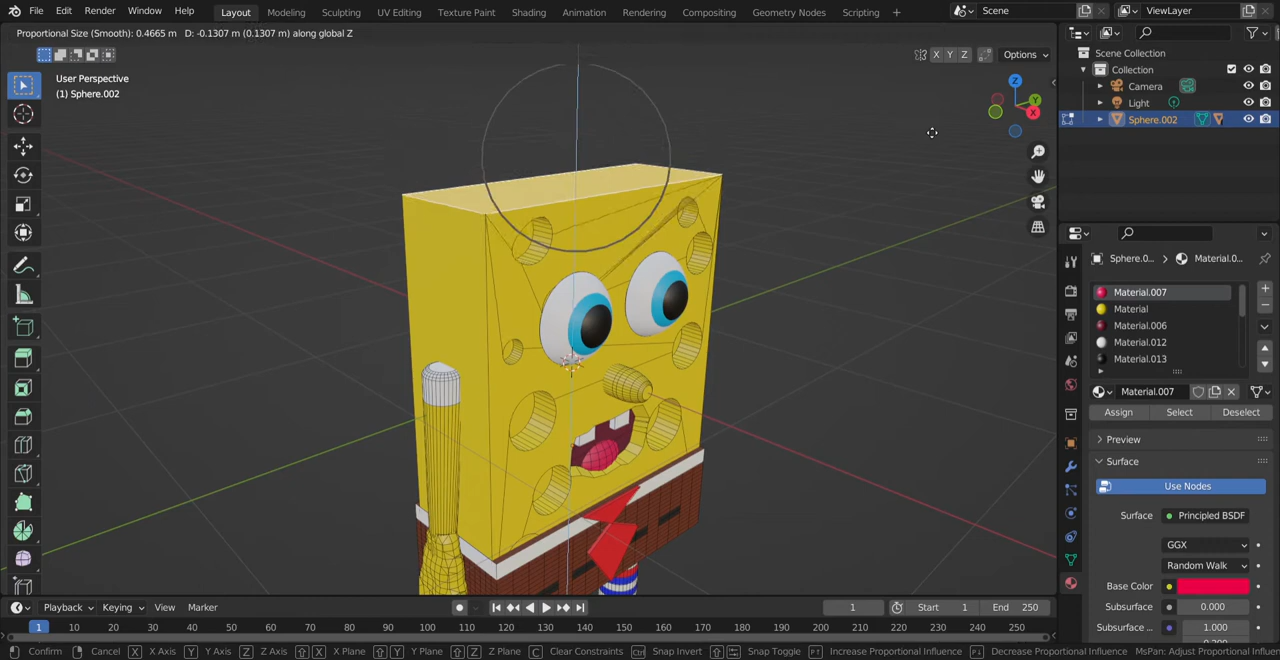 File Edit Render Window Help Layout Modeling Sculpting UV Editing Texture Paint Shading Animation Rendering Compositing Geometry Nodes Scripting + Scene ViewLayer
Proportional Size (Smooth): 0.4665 m D: -0.1307 m (0.1307 m) along global Z
X Y Z Options
User Perspective
(1) Sphere.002
Z
Y
X
Scene Collection
Collection
Camera
Light
Sphere.002
Sphere.0... > Material.0...
Material.007
Material
Material.006
Material.012
Material.013
Material.007
Assign Select Deselect
Preview
Surface
Use Nodes
Surface Principled BSDF
GGX
Random Walk
Base Color
Subsurface 0.000
Subsurface ... 1.000
Playback Keying View Marker 1 Start 1 End 250
1 10 20 30 40 50 60 70 80 90 100 110 120 130 140 150 160 170 180 190 200 210 220 230 240 250
Confirm Cancel X X Axis Y Y Axis Z Z Axis X X Plane Y Y Plane Z Z Plane C Clear Constraints Ctrl Snap Invert Snap Toggle Increase Proportional Influence Decreases Proportional Influence MsPan: Adjust Proportional Influen